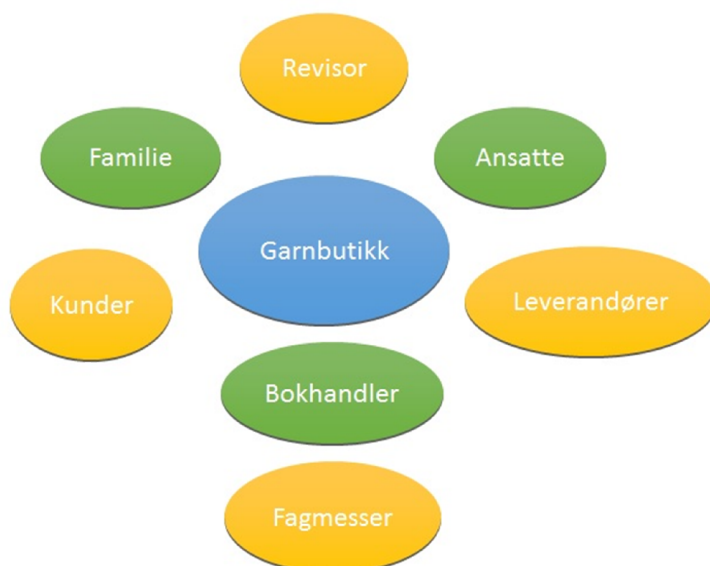 Revisor
Familie
Ansatte
Garnbutikk
Kunder
Leverandører
Bokhandler
Fagmesser